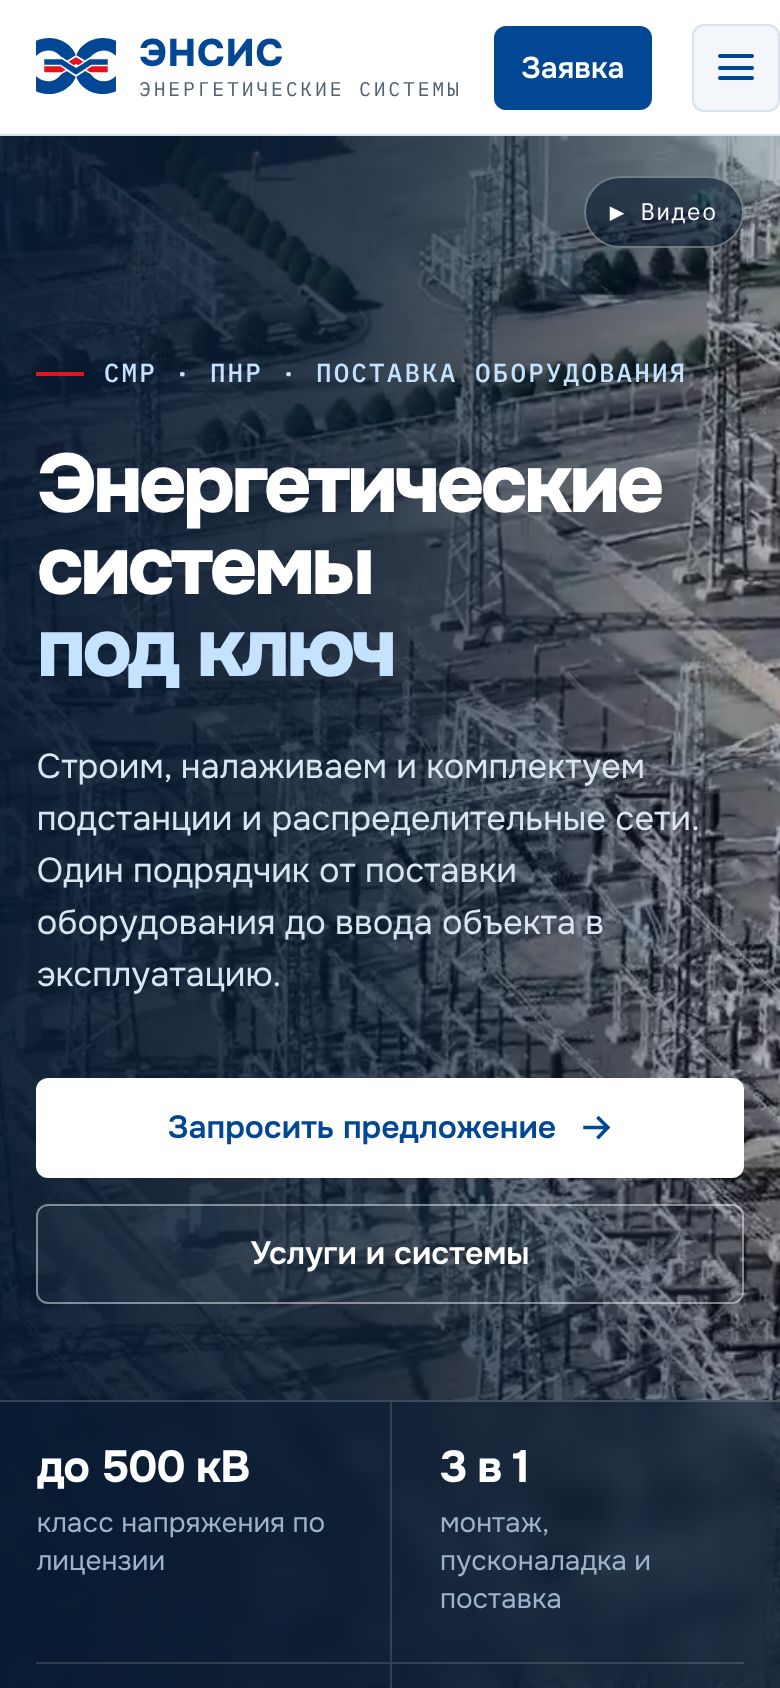 ЭНСИС
ЭНЕРГЕТИЧЕСКИЕ СИСТЕМЫ
Заявка
▶ Видео
СМР · ПНР · ПОСТАВКА ОБОРУДОВАНИЯ
Энергетические
системы
под ключ
Строим, налаживаем и комплектуем
подстанции и распределительные сети.
Один подрядчик от поставки
оборудования до ввода объекта в
эксплуатацию.
Запросить предложение →
Услуги и системы
до 500 кВ
класс напряжения по
лицензии
3 в 1
монтаж,
пусконаладка и
поставка